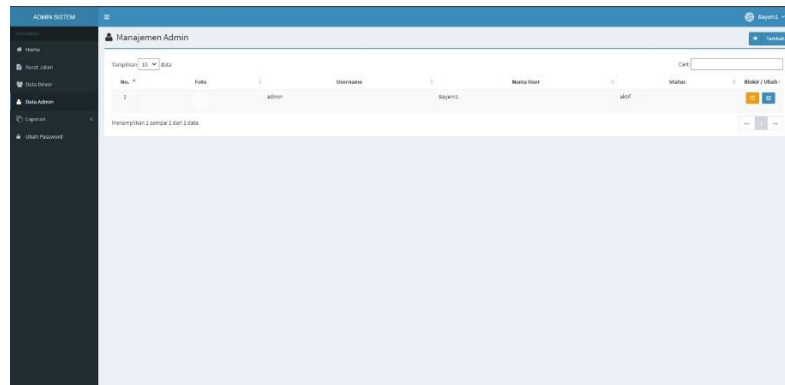 ADMIN SISTEM
Bayem1
Home
Manajemen Admin
Tambah
Surat Jalan
Tampilkan 10 data
Cari:
Data Driver
No. Foto Username Nama User Status Blokir / Ubah
Data Admin
1 admin Bayem1 aktif
Laporan
Menampilkan 1 sampai 1 dari 1 data
1
Ubah Password